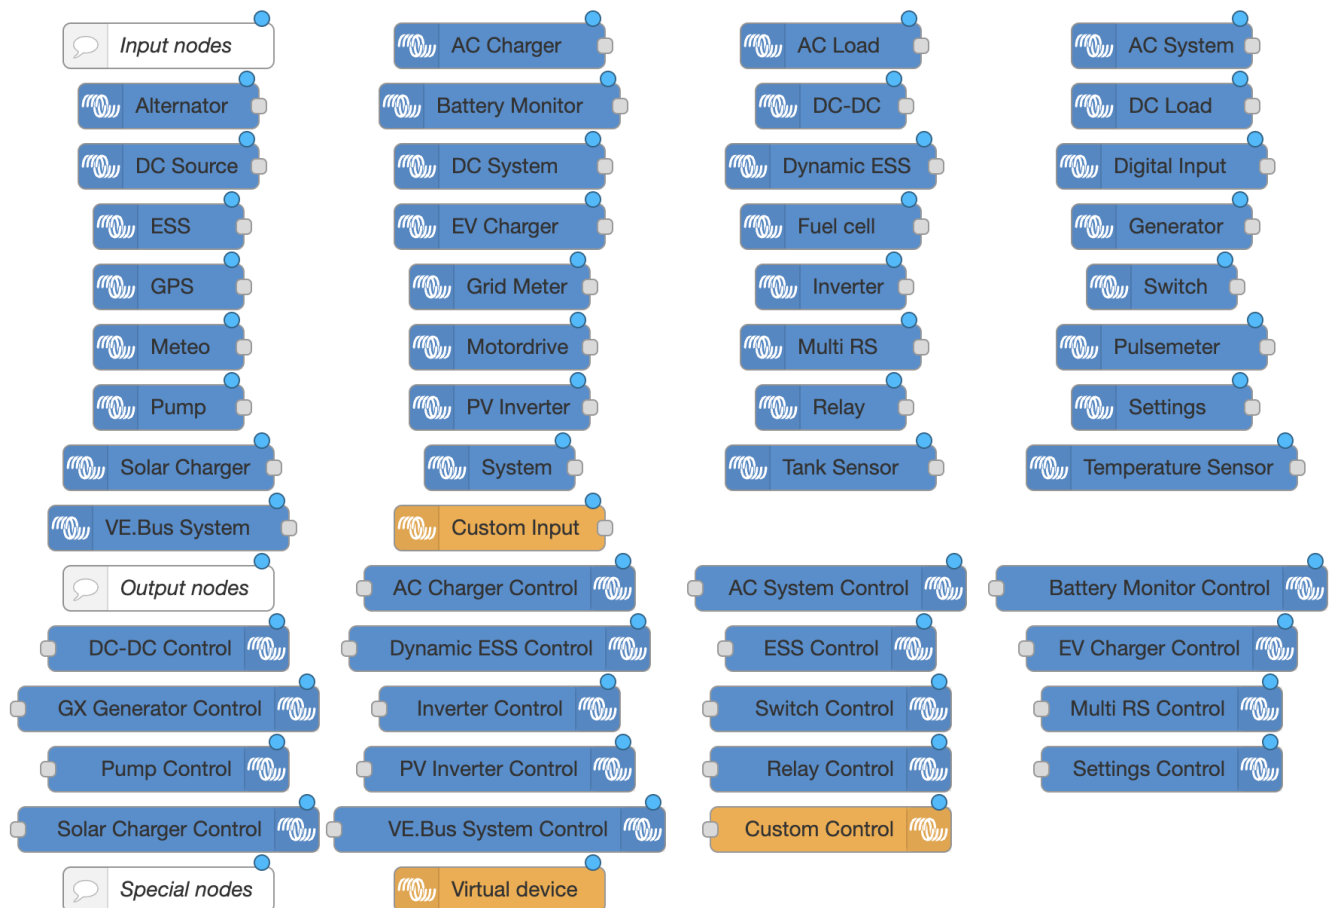 Input nodes
AC Charger
AC Load
AC System
Alternator
Battery Monitor
DC-DC
DC Load
DC Source
DC System
Dynamic ESS
Digital Input
ESS
EV Charger
Fuel cell
Generator
GPS
Grid Meter
Inverter
Switch
Meteo
Motordrive
Multi RS
Pulsemeter
Pump
PV Inverter
Relay
Settings
Solar Charger
System
Tank Sensor
Temperature Sensor
VE.Bus System
Custom Input
Output nodes
AC Charger Control
AC System Control
Battery Monitor Control
DC-DC Control
Dynamic ESS Control
ESS Control
EV Charger Control
GX Generator Control
Inverter Control
Switch Control
Multi RS Control
Pump Control
PV Inverter Control
Relay Control
Settings Control
Solar Charger Control
VE.Bus System Control
Custom Control
Special nodes
Virtual device